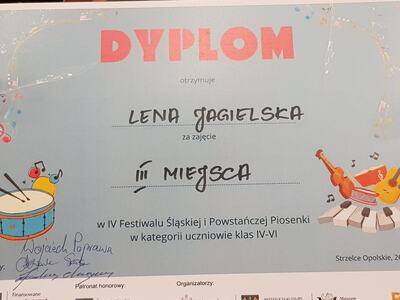 DYPLOM
otrzymuje
LENA JAGIELSKA
za zajęcie
III MIEJSCA
w IV Festiwalu Śląskiej i Powstańczej Piosenki
w kategorii uczniowie klas IV-VI
Wojciech Poprawa
Strzelce Opolskie, 26
Patronat honorowy:
Organizatorzy: